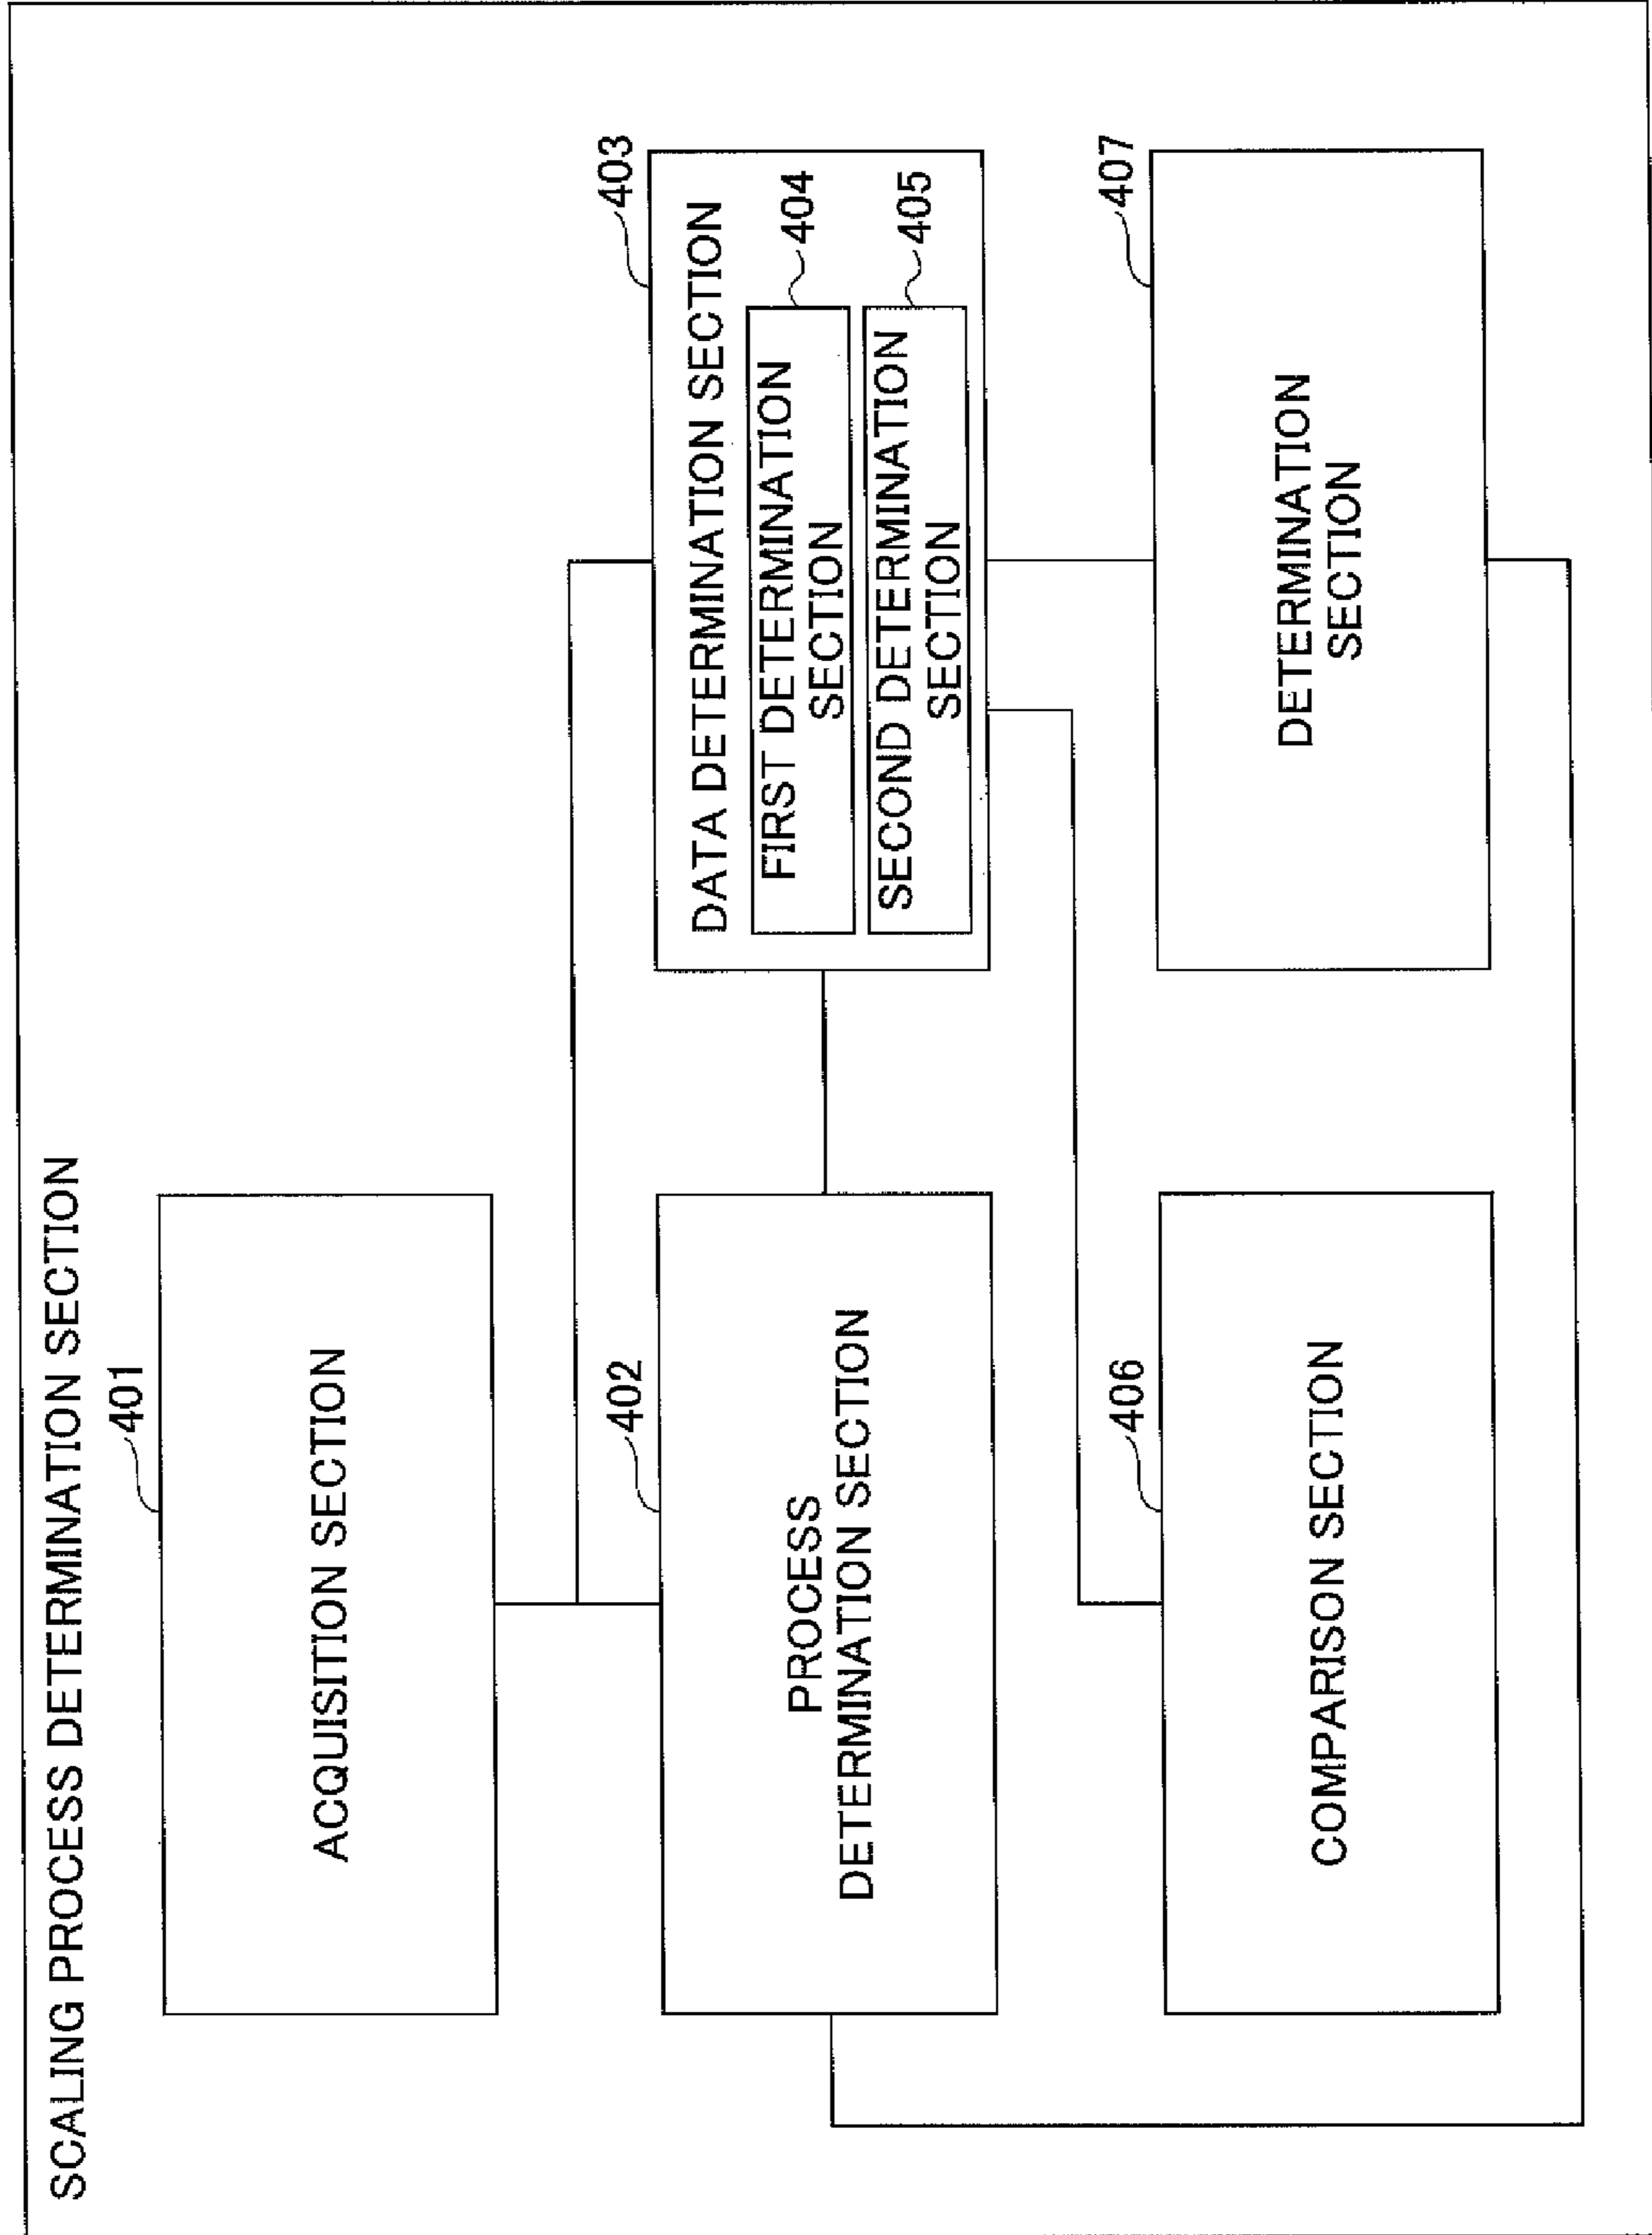 SCALING PROCESS DETERMINATION SECTION
401
ACQUISITION SECTION
402
PROCESS
DETERMINATION SECTION
403
DATA DETERMINATION SECTION
404
FIRST DETERMINATION
SECTION
405
SECOND DETERMINATION
SECTION
406
COMPARISON SECTION
407
DETERMINATION
SECTION